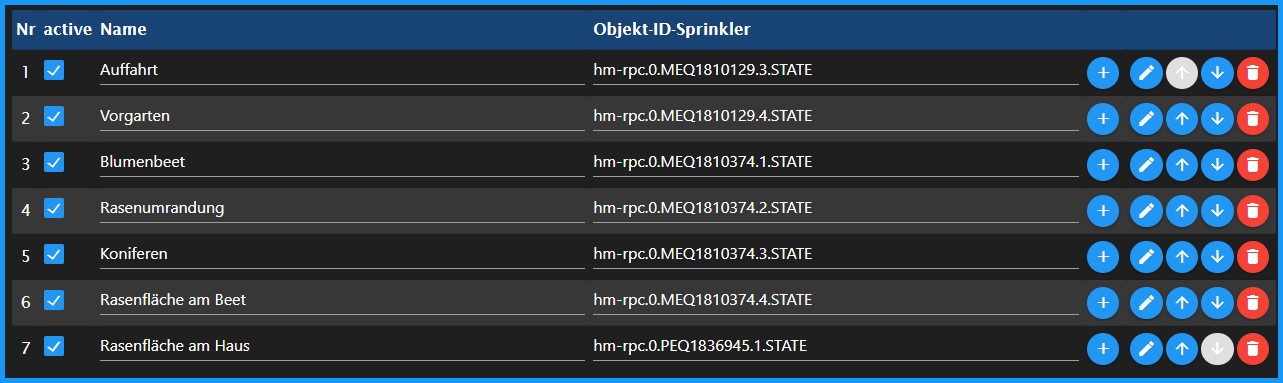 Nr active Name Objekt-ID-Sprinkler
1 Auffahrt hm-rpc.0.MEQ1810129.3.STATE
2 Vorgarten hm-rpc.0.MEQ1810129.4.STATE
3 Blumenbeet hm-rpc.0.MEQ1810374.1.STATE
4 Rasenumrandung hm-rpc.0.MEQ1810374.2.STATE
5 Koniferen hm-rpc.0.MEQ1810374.3.STATE
6 Rasenfläche am Beet hm-rpc.0.MEQ1810374.4.STATE
7 Rasenfläche am Haus hm-rpc.0.PEQ1836945.1.STATE